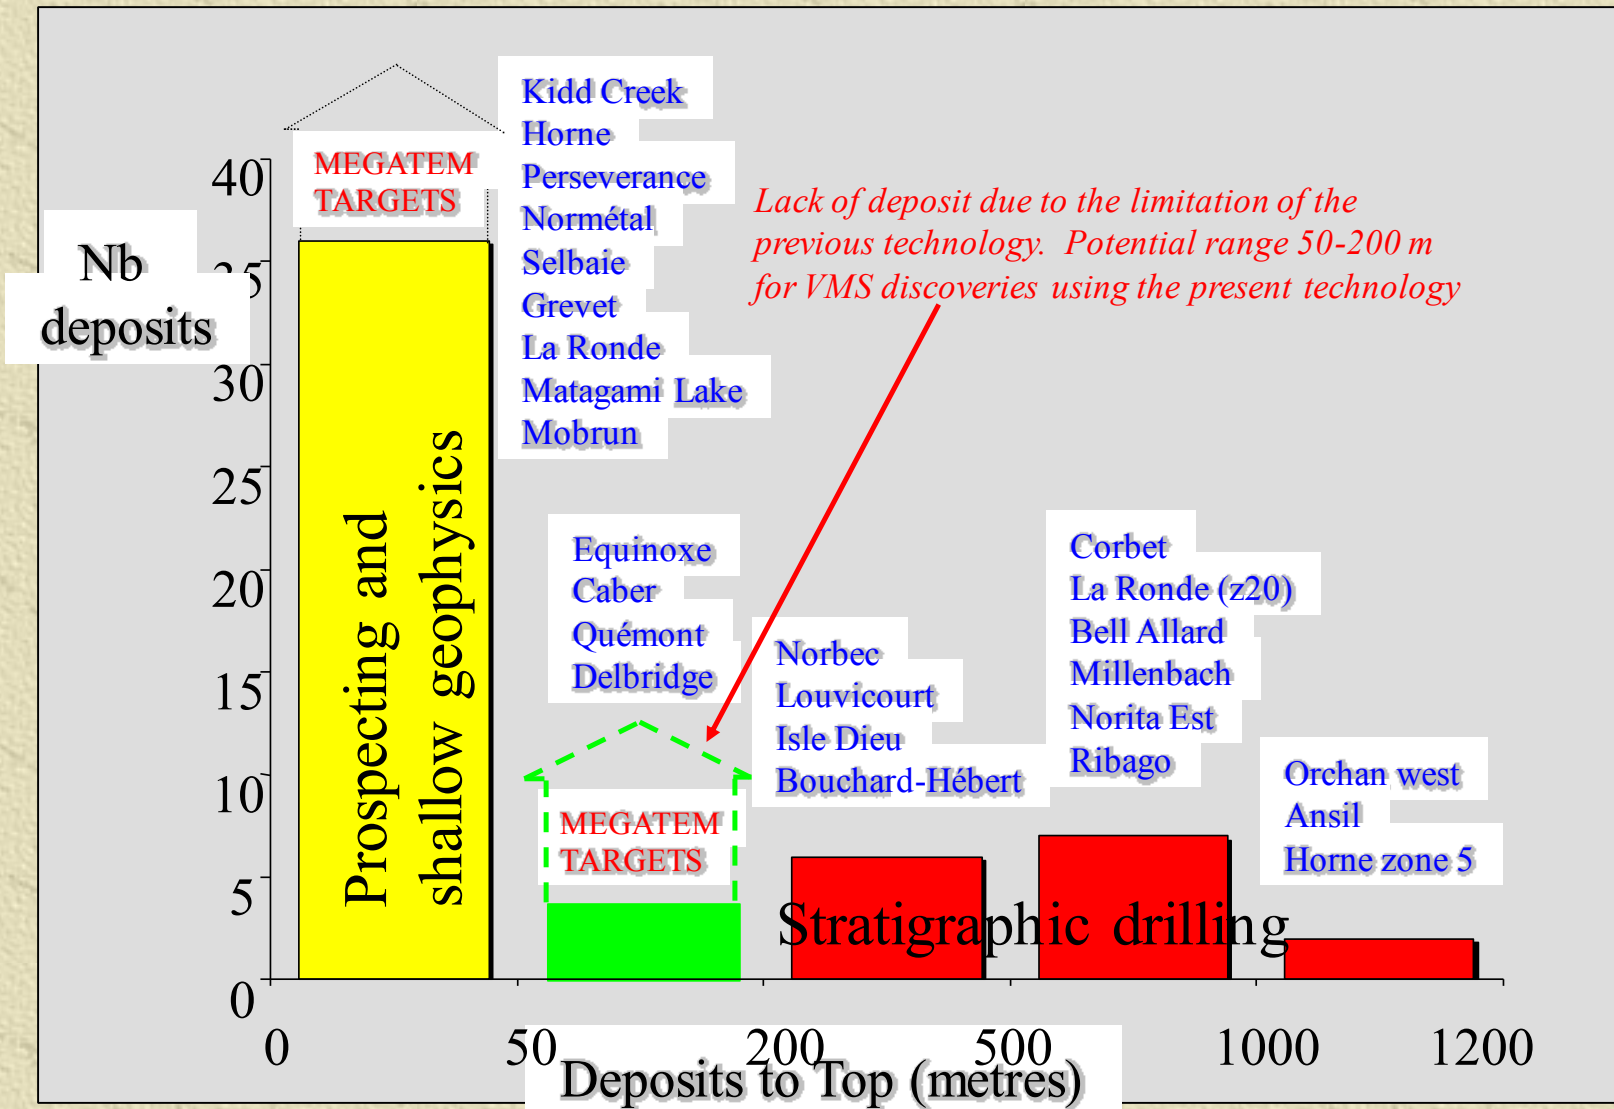 Kidd Creek
Horne
Perseverance
Normétal
Selbaie
Grevet
La Ronde
Matagami Lake
Mobrun
MEGATEM
TARGETS
Lack of deposit due to the limitation of the
previous technology. Potential range 50-200 m
for VMS discoveries using the present technology
Nb
deposits
40
35
30
25
20
15
10
5
0
Prospecting and
shallow geophysics
Equinoxe
Caber
Quémont
Delbridge
MEGATEM
TARGETS
Norbec
Louvicourt
Isle Dieu
Bouchard-Hébert
Corbet
La Ronde (z20)
Bell Allard
Millenbach
Norita Est
Ribago
Orchan west
Ansil
Horne zone 5
Stratigraphic drilling
0 50 200 500 1000 1200
Deposits to Top (metres)